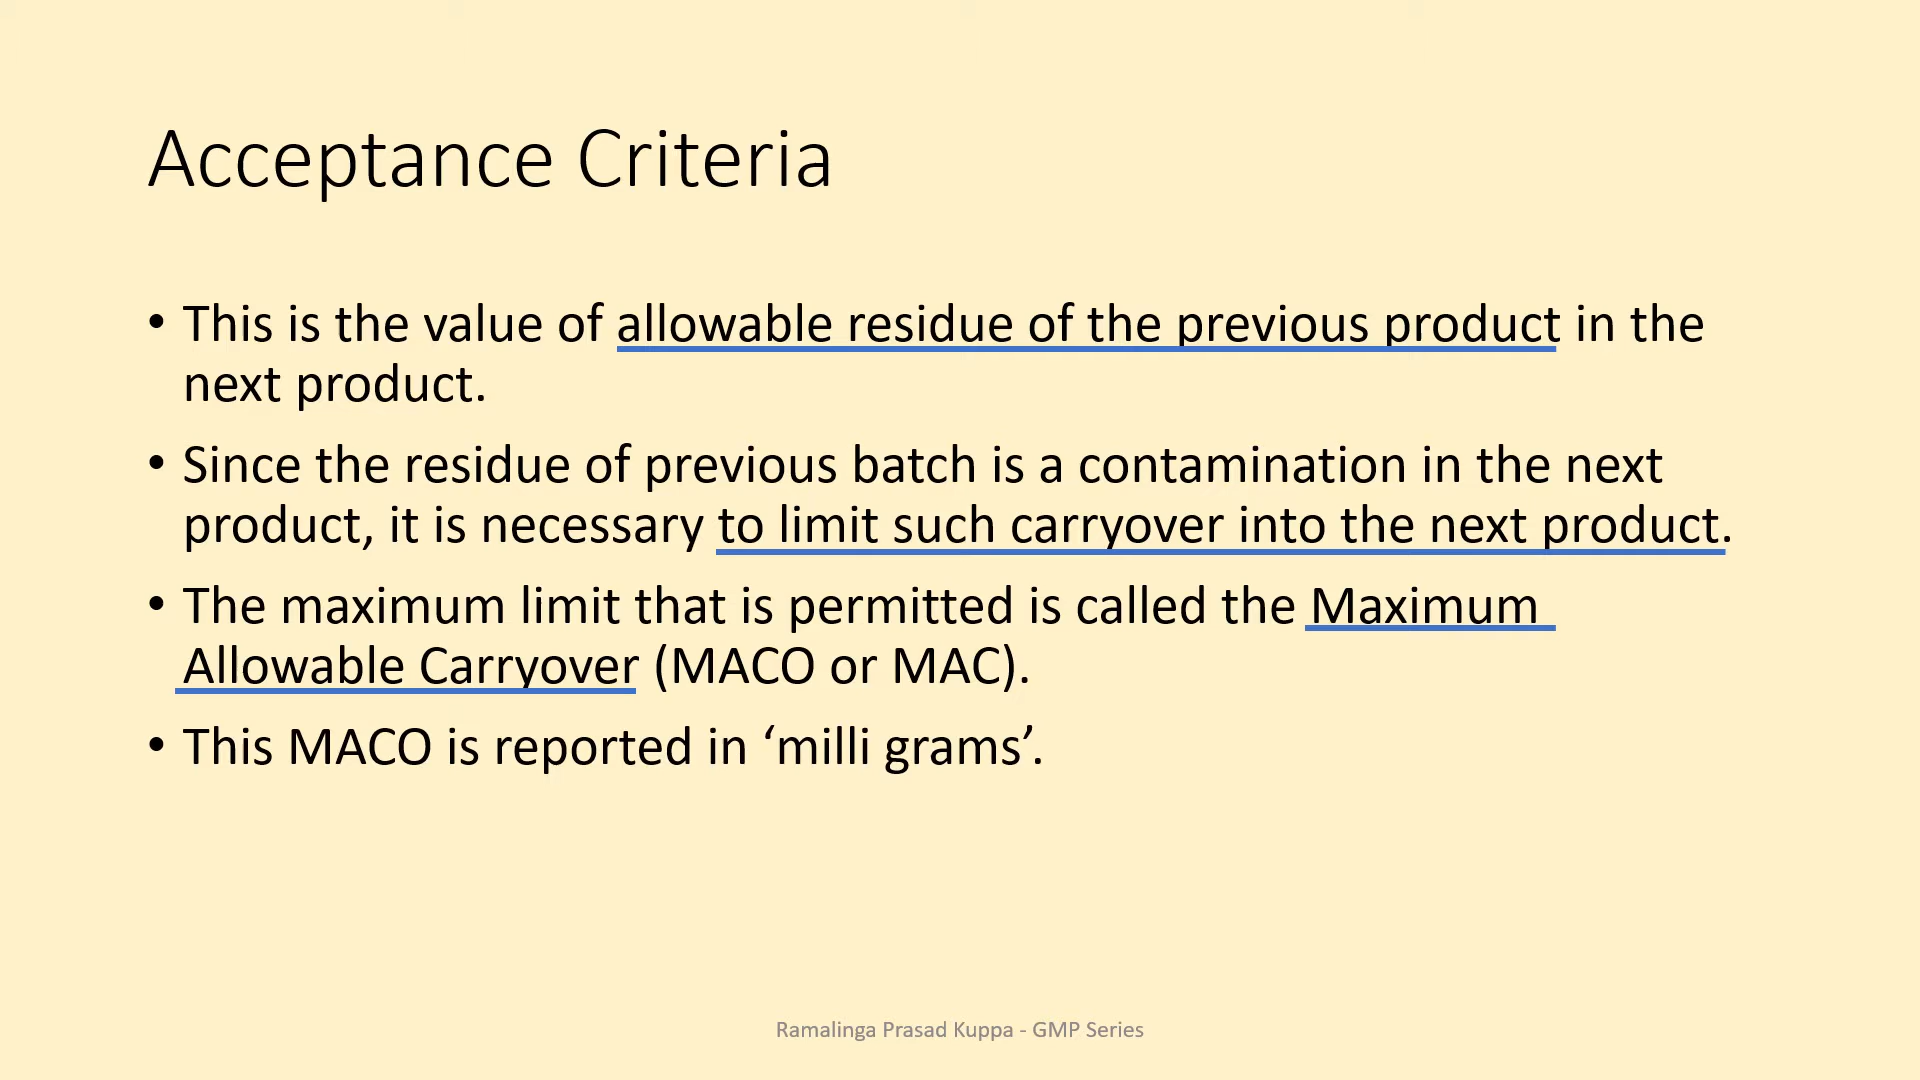 Acceptance Criteria
• This is the value of allowable residue of the previous product in the
next product.
• Since the residue of previous batch is a contamination in the next
product, it is necessary to limit such carryover into the next product.
• The maximum limit that is permitted is called the Maximum
Allowable Carryover (MACO or MAC).
• This MACO is reported in ‘milli grams’.
Ramalinga Prasad Kuppa - GMP Series